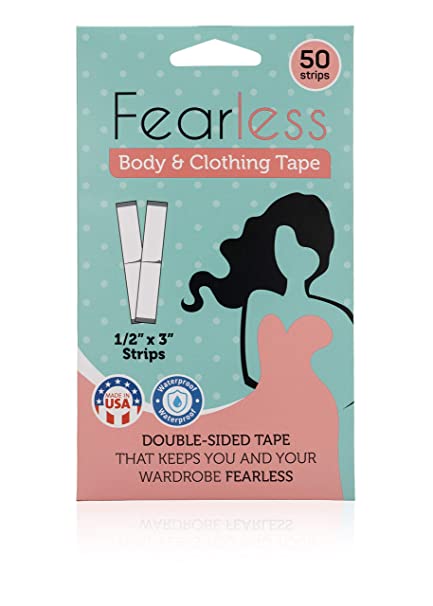 50
strips
Fearless
Body & Clothing Tape
1/2” x 3”
Strips
MADE IN
USA
Waterproof
Waterproof
DOUBLE-SIDED TAPE
THAT KEEPS YOU AND YOUR
WARDROBE FEARLESS